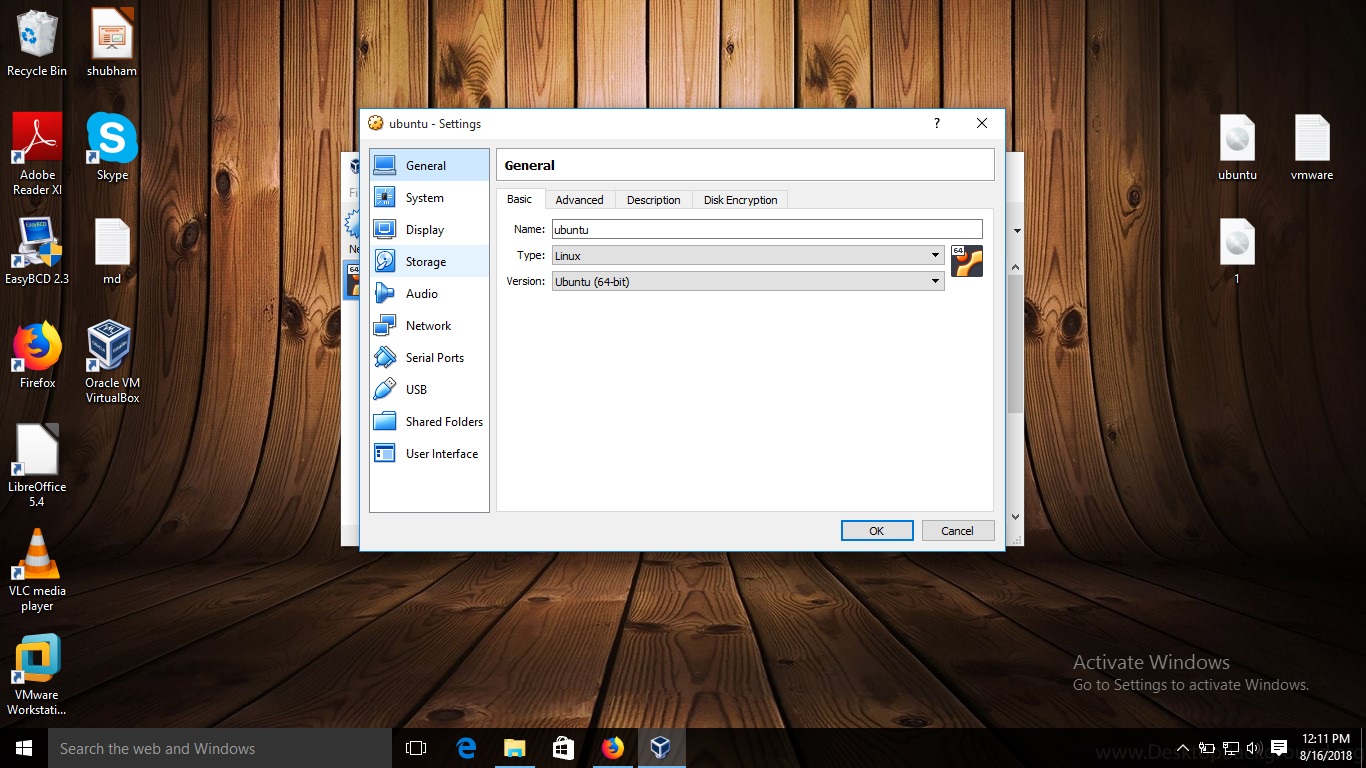 Recycle Bin
shubham
Adobe
Reader XI
Skype
EasyBCD 2.3
md
Firefox
Oracle VM
VirtualBox
LibreOffice
5.4
VLC media
player
VMware
Workstati...
ubuntu
vmware
1
ubuntu - Settings
?
General
System
Display
Storage
Audio
Network
Serial Ports
USB
Shared Folders
User Interface
General
Basic
Advanced
Description
Disk Encryption
Name:
ubuntu
Type:
Linux
64
Version:
Ubuntu (64-bit)
OK
Cancel
Activate Windows
Go to Settings to activate Windows.
Search the web and Windows
12:11 PM
8/16/2018